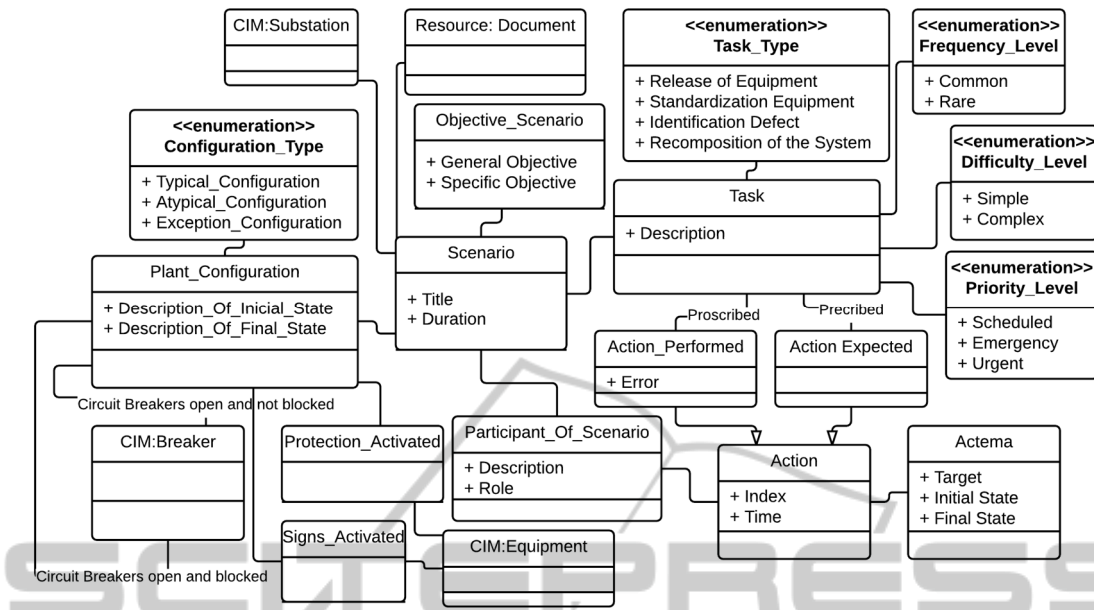 CIM:Substation
Resource: Document
<<enumeration>>
Task_Type
+ Release of Equipment
+ Standardization Equipment
+ Identification Defect
+ Recomposition of the System
<<enumeration>>
Frequency_Level
+ Common
+ Rare
<<enumeration>>
Configuration_Type
+ Typical_Configuration
+ Atypical_Configuration
+ Exception_Configuration
Objective_Scenario
+ General Objective
+ Specific Objective
<<enumeration>>
Difficulty_Level
+ Simple
+ Complex
Task
+ Description
Scenario
+ Title
+ Duration
Plant_Configuration
+ Description_Of_Inicial_State
+ Description_Of_Final_State
<<enumeration>>
Priority_Level
+ Scheduled
+ Emergency
+ Urgent
Proscribed
Precribed
Action_Performed
+ Error
Action Expected
Circuit Breakers open and not blocked
CIM:Breaker
Protection_Activated
Participant_Of_Scenario
+ Description
+ Role
Action
+ Index
+ Time
Actema
+ Target
+ Initial State
+ Final State
Signs_Activated
CIM:Equipment
Circuit Breakers open and blocked
SCITEPRESS